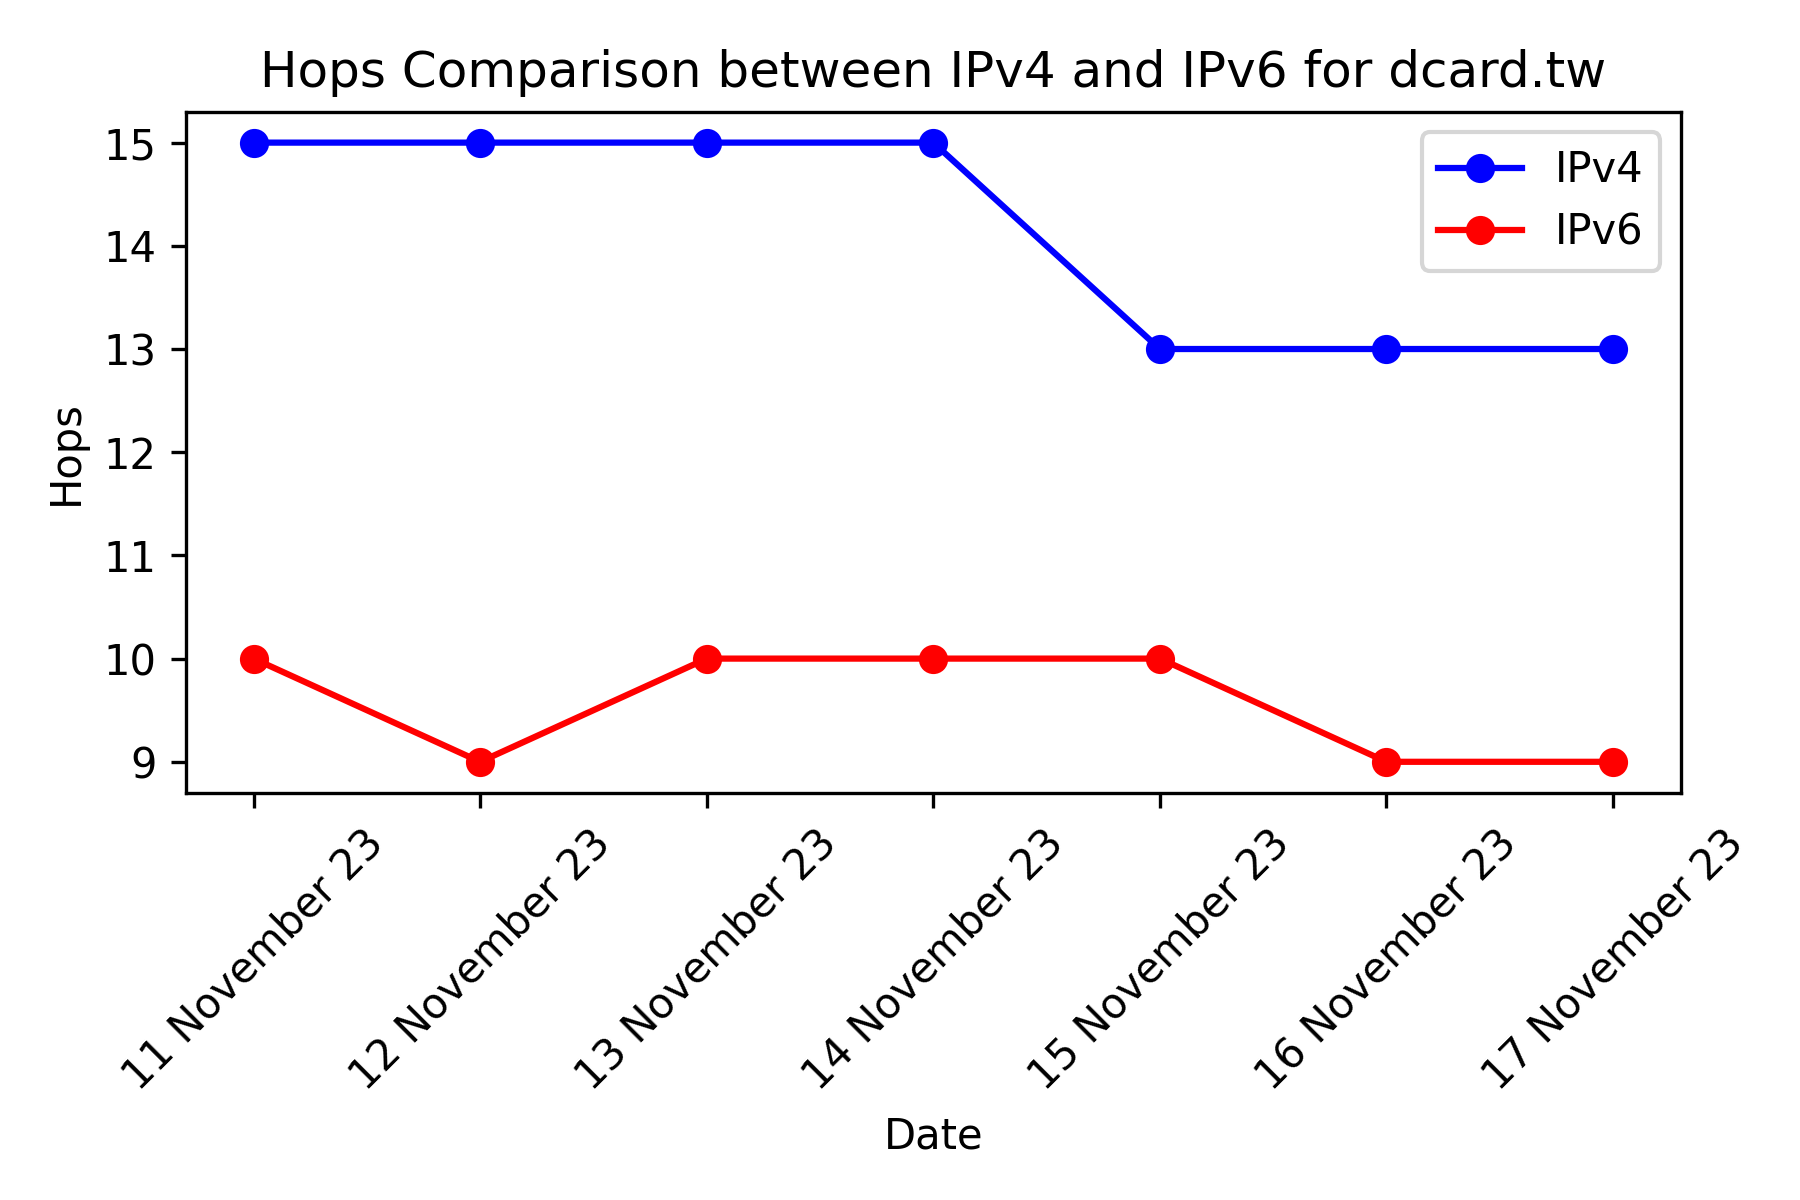 Hops Comparison between IPv4 and IPv6 for dcard.tw
IPv4
IPv6
15
14
13
12
11
10
9
Hops
11 November 23
12 November 23
13 November 23
14 November 23
15 November 23
16 November 23
17 November 23
Date